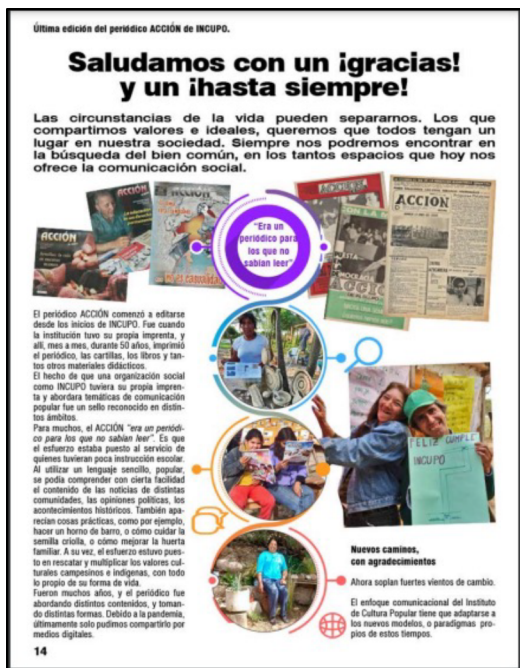 Última edición del periódico ACCIÓN de INCUPO.
Saludamos con un ¡gracias!
y un ¡hasta siempre!
Las circunstancias de la vida pueden separarnos. Los que
compartimos valores e ideales, queremos que todos tengan un
lugar en nuestra sociedad. Siempre nos podremos encontrar en
la búsqueda del bien común, en los tantos espacios que hoy nos
ofrece la comunicación social.
ACCIÓN
ACCIÓN
ACCIÓN
"Era un
periódico para
los que no
sabían leer"
ACCION
ACCIO
El periódico ACCIÓN comenzó a editarse
desde los inicios de INCUPO. Fue cuando
la institución tuvo su propia imprenta, y
allí, mes a mes, durante 50 años, imprimió
el periódico, las cartillas, los libros y tan-
tos otros materiales didácticos.
El hecho de que una organización social
como INCUPO tuviera su propia impren-
ta y abordara temáticas de comunicación
popular fue un sello reconocido en distin-
tos ámbitos.
Para muchos, el ACCIÓN "era un periódi-
co para los que no sabían leer". Es que
el esfuerzo estaba puesto al servicio de
quienes tuvieran poca instrucción escolar.
Al utilizar un lenguaje sencillo, popular,
se podía comprender con cierta facilidad
el contenido de las noticias de distintas
comunidades, las opiniones políticas, los
acontecimientos históricos. También apa-
recían cosas prácticas, como por ejemplo,
hacer un horno de barro, o cómo cuidar la
semilla criolla, o cómo mejorar la huerta
familiar. A su vez, el esfuerzo estuvo pues-
to en rescatar y multiplicar los valores cul-
turales campesinos e indígenas, con todo
lo propio de su forma de vida.
Fueron muchos años, y el periódico fue
abordando distintos contenidos, y toman-
do distintas formas. Debido a la pandemia,
últimamente solo pudimos compartirlo por
medios digitales.
FELIZ CUMPLE
INCUPO
Nuevos caminos,
con agradecimientos
Ahora soplan fuertes vientos de cambio.
El enfoque comunicacional del Instituto
de Cultura Popular tiene que adaptarse a
los nuevos modelos, o paradigmas pro-
pios de estos tiempos.
14